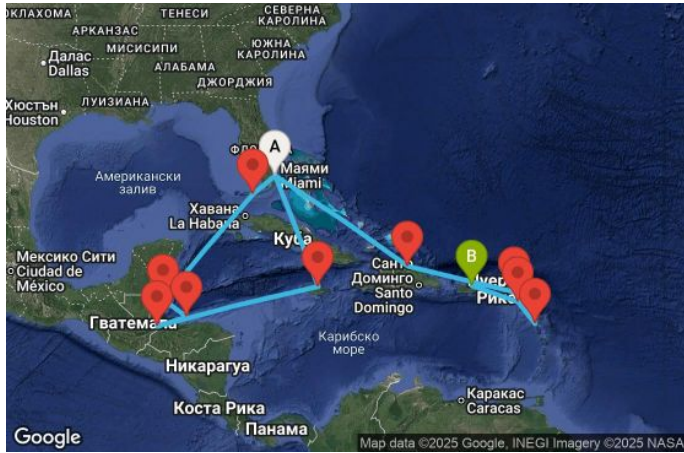 ОКЛАХОМА
ТЕНЕСИ
СЕВЕРНА
КАРОЛИНА
АРКАНЗАС
МИСИСИПИ
ЮЖНА
КАРОЛИНА
Далас
Dallas
АЛАБАМА
ДЖОРДЖИЯ
ЛУИЗИАНА
Хюстън
Houston
A
Маями
Miami
Американски
залив
Хавана
La Habana
Куба
Мексико Сити
Ciudad de
México
Санто
Доминго
Santo
Domingo
B
Гватемала
Карибско
море
Никарагуа
Каракас
Caracas
Коста Рика
Панама
Google
Map data ©2025 Google, INEGI Imagery ©2025 NASA